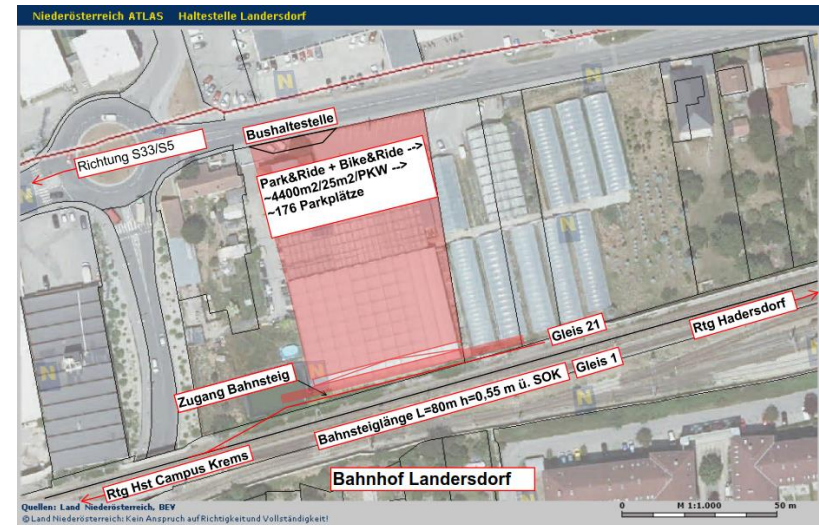 Niederösterreich ATLAS Haltestelle Landersdorf
Bushaltestelle
Richtung S33/S5
Park&Ride + Bike&Ride -->
~4400m2/25m2/PKW -->
~176 Parkplätze
Gleis 21
Rtg Hadersdorf
Gleis 1
Zugang Bahnsteig
Bahnsteiglänge L=80m h=0,55 m ü. SOK
Rtg Hst Campus Krems
Bahnhof Landersdorf
Quellen: Land Niederösterreich, BEV
©Land Niederösterreich: Kein Anspruch auf Richtigkeitund Vollständigkeit!
0 M 1:1.000 50 m